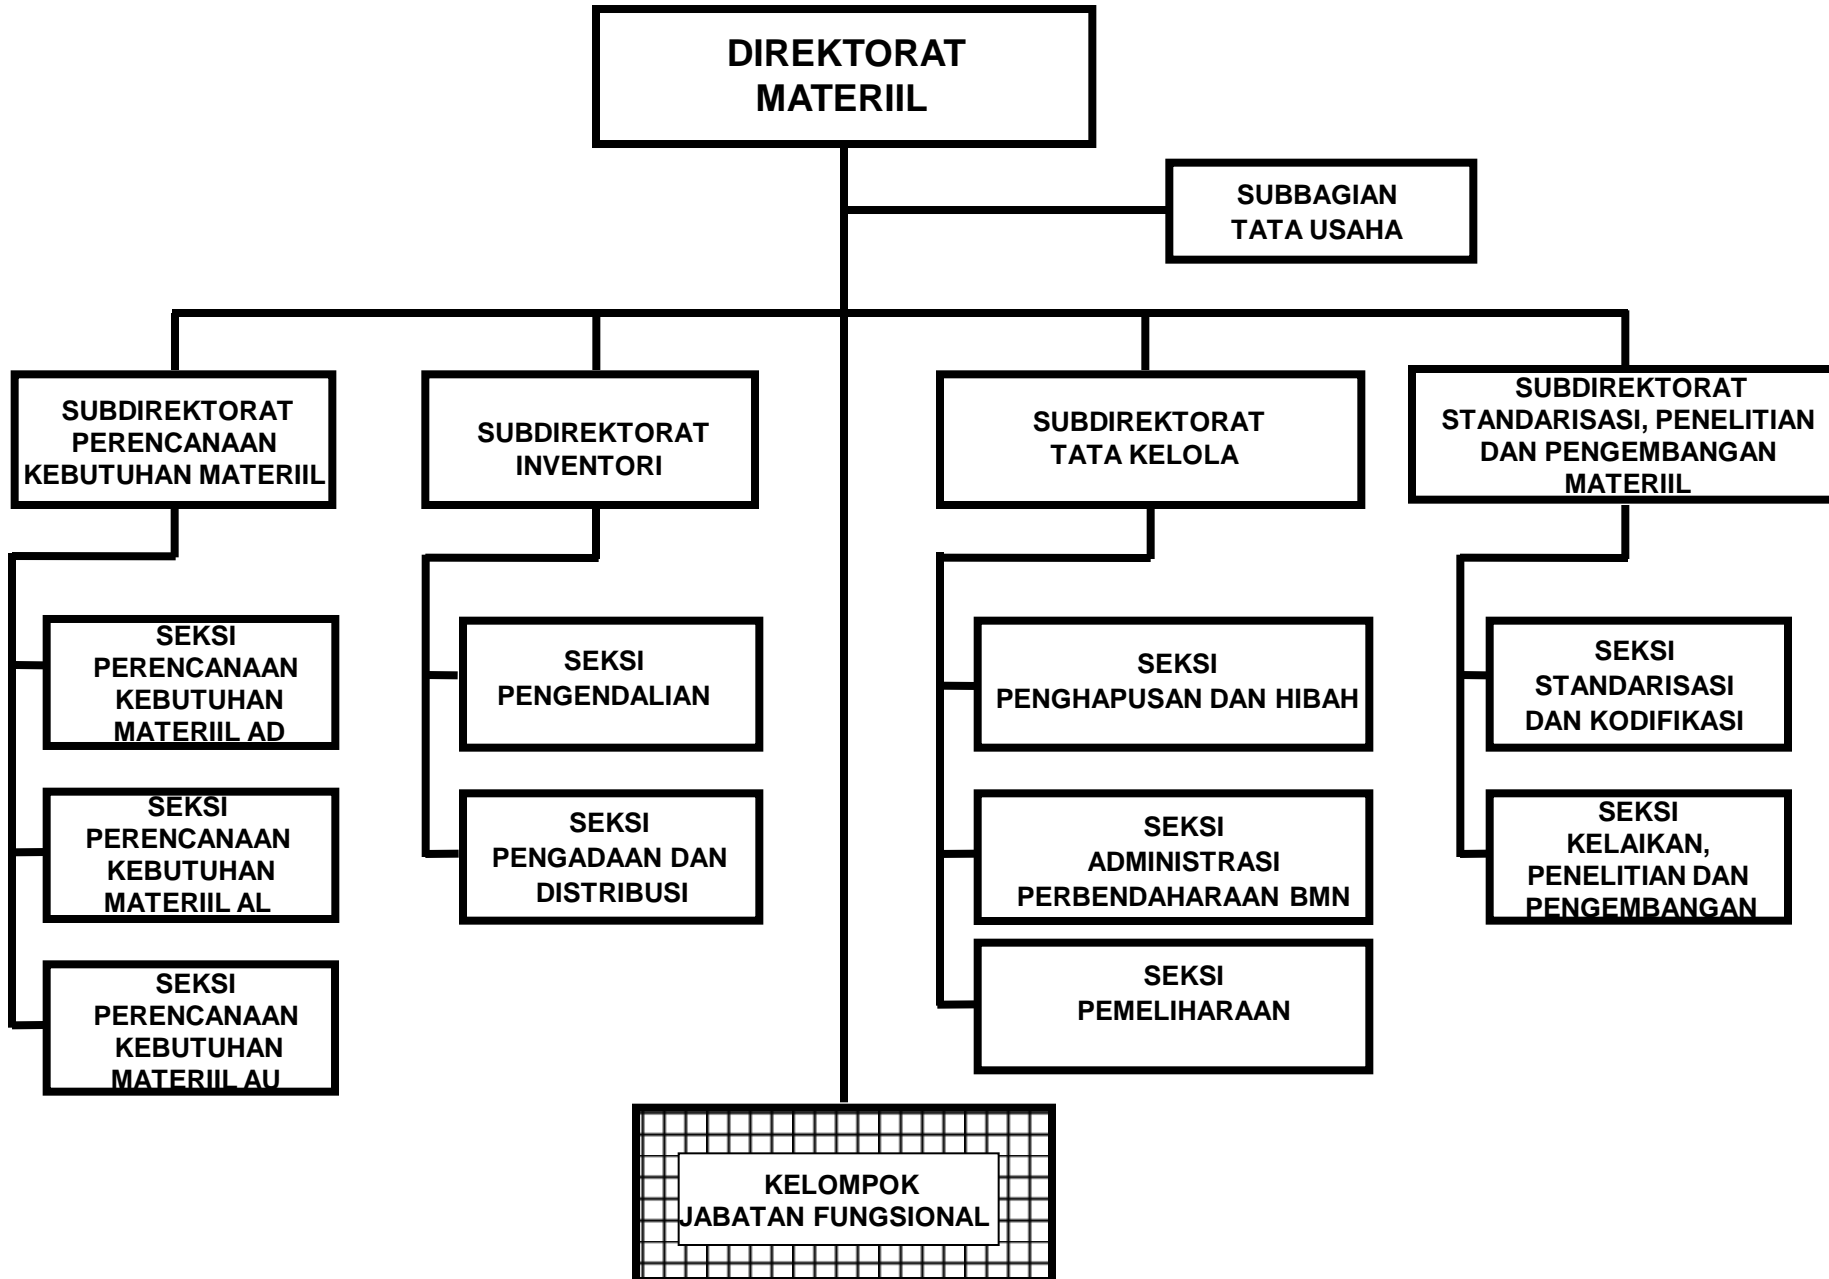 DIREKTORAT
MATERIIL
SUBBAGIAN
TATA USAHA
SUBDIREKTORAT
PERENCANAAN
KEBUTUHAN MATERIIL
SUBDIREKTORAT
INVENTORI
SUBDIREKTORAT
TATA KELOLA
SUBDIREKTORAT
STANDARISASI, PENELITIAN
DAN PENGEMBANGAN
MATERIIL
SEKSI
PERENCANAAN
KEBUTUHAN
MATERIIL AD
SEKSI
PERENCANAAN
KEBUTUHAN
MATERIIL AL
SEKSI
PERENCANAAN
KEBUTUHAN
MATERIIL AU
SEKSI
PENGENDALIAN
SEKSI
PENGADAAN DAN
DISTRIBUSI
SEKSI
PENGHAPUSAN DAN HIBAH
SEKSI
ADMINISTRASI
PERBENDAHARAAN BMN
SEKSI
PEMELIHARAAN
SEKSI
STANDARISASI
DAN KODIFIKASI
SEKSI
KELAIKAN,
PENELITIAN DAN
PENGEMBANGAN
KELOMPOK
JABATAN FUNGSIONAL